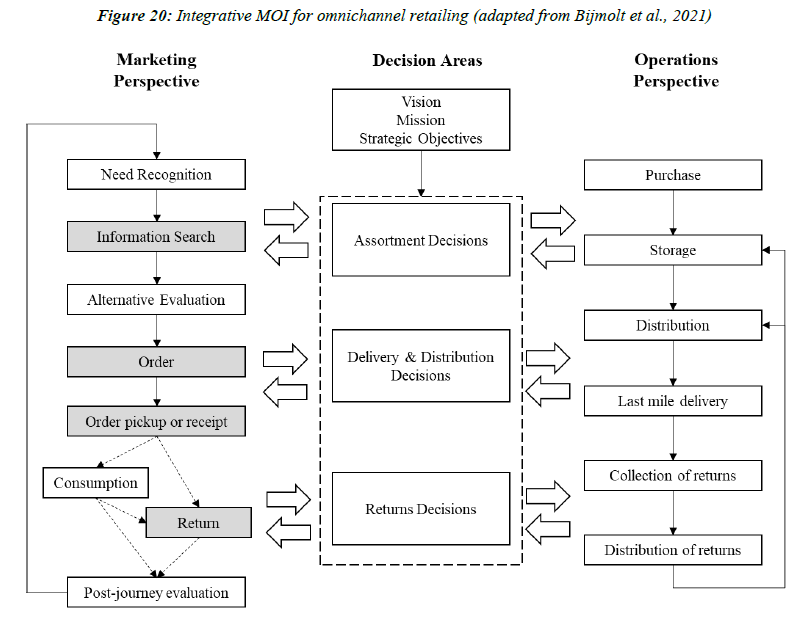 Figure 20: Integrative MOI for omnichannel retailing (adapted from Bijmolt et al., 2021)
Marketing
Perspective
Decision Areas
Operations
Perspective
Vision
Mission
Strategic Objectives
Need Recognition
Information Search
Alternative Evaluation
Order
Order pickup or receipt
Consumption
Return
Post-journey evaluation
Assortment Decisions
Delivery & Distribution
Decisions
Returns Decisions
Purchase
Storage
Distribution
Last mile delivery
Collection of returns
Distribution of returns